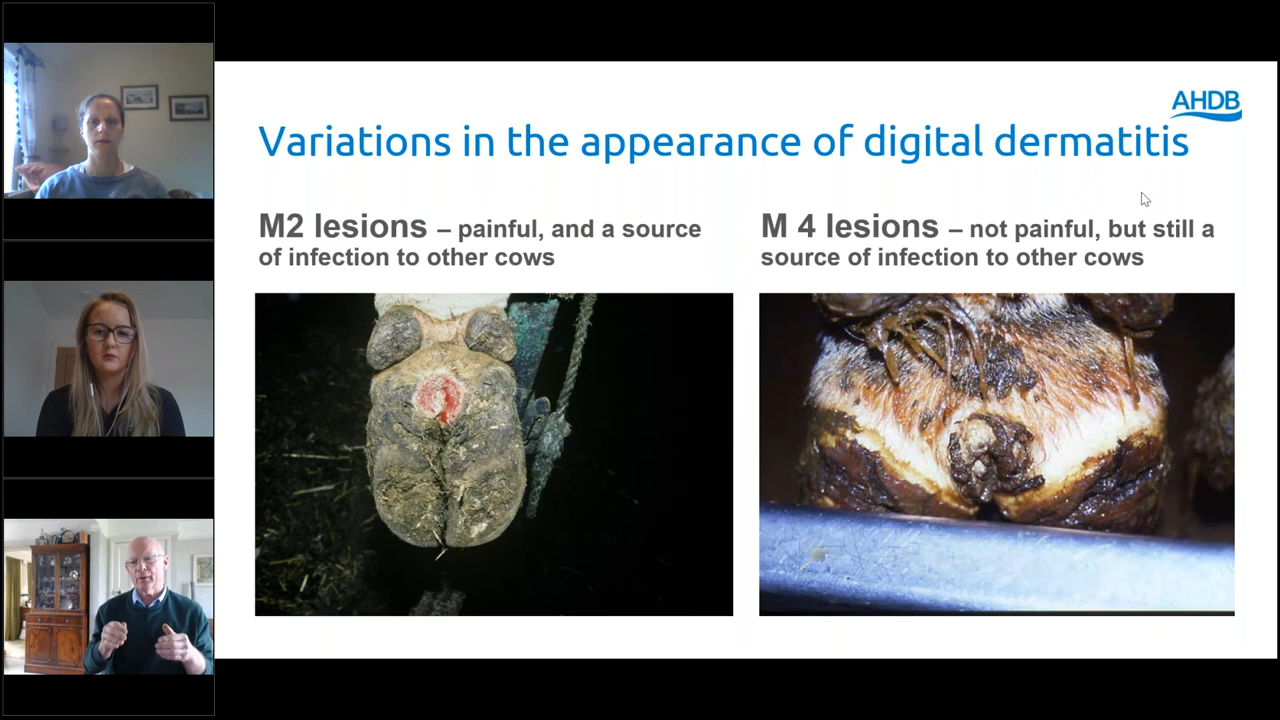 AHDB
Variations in the appearance of digital dermatitis
M2 lesions – painful, and a source
of infection to other cows
M 4 lesions – not painful, but still a
source of infection to other cows